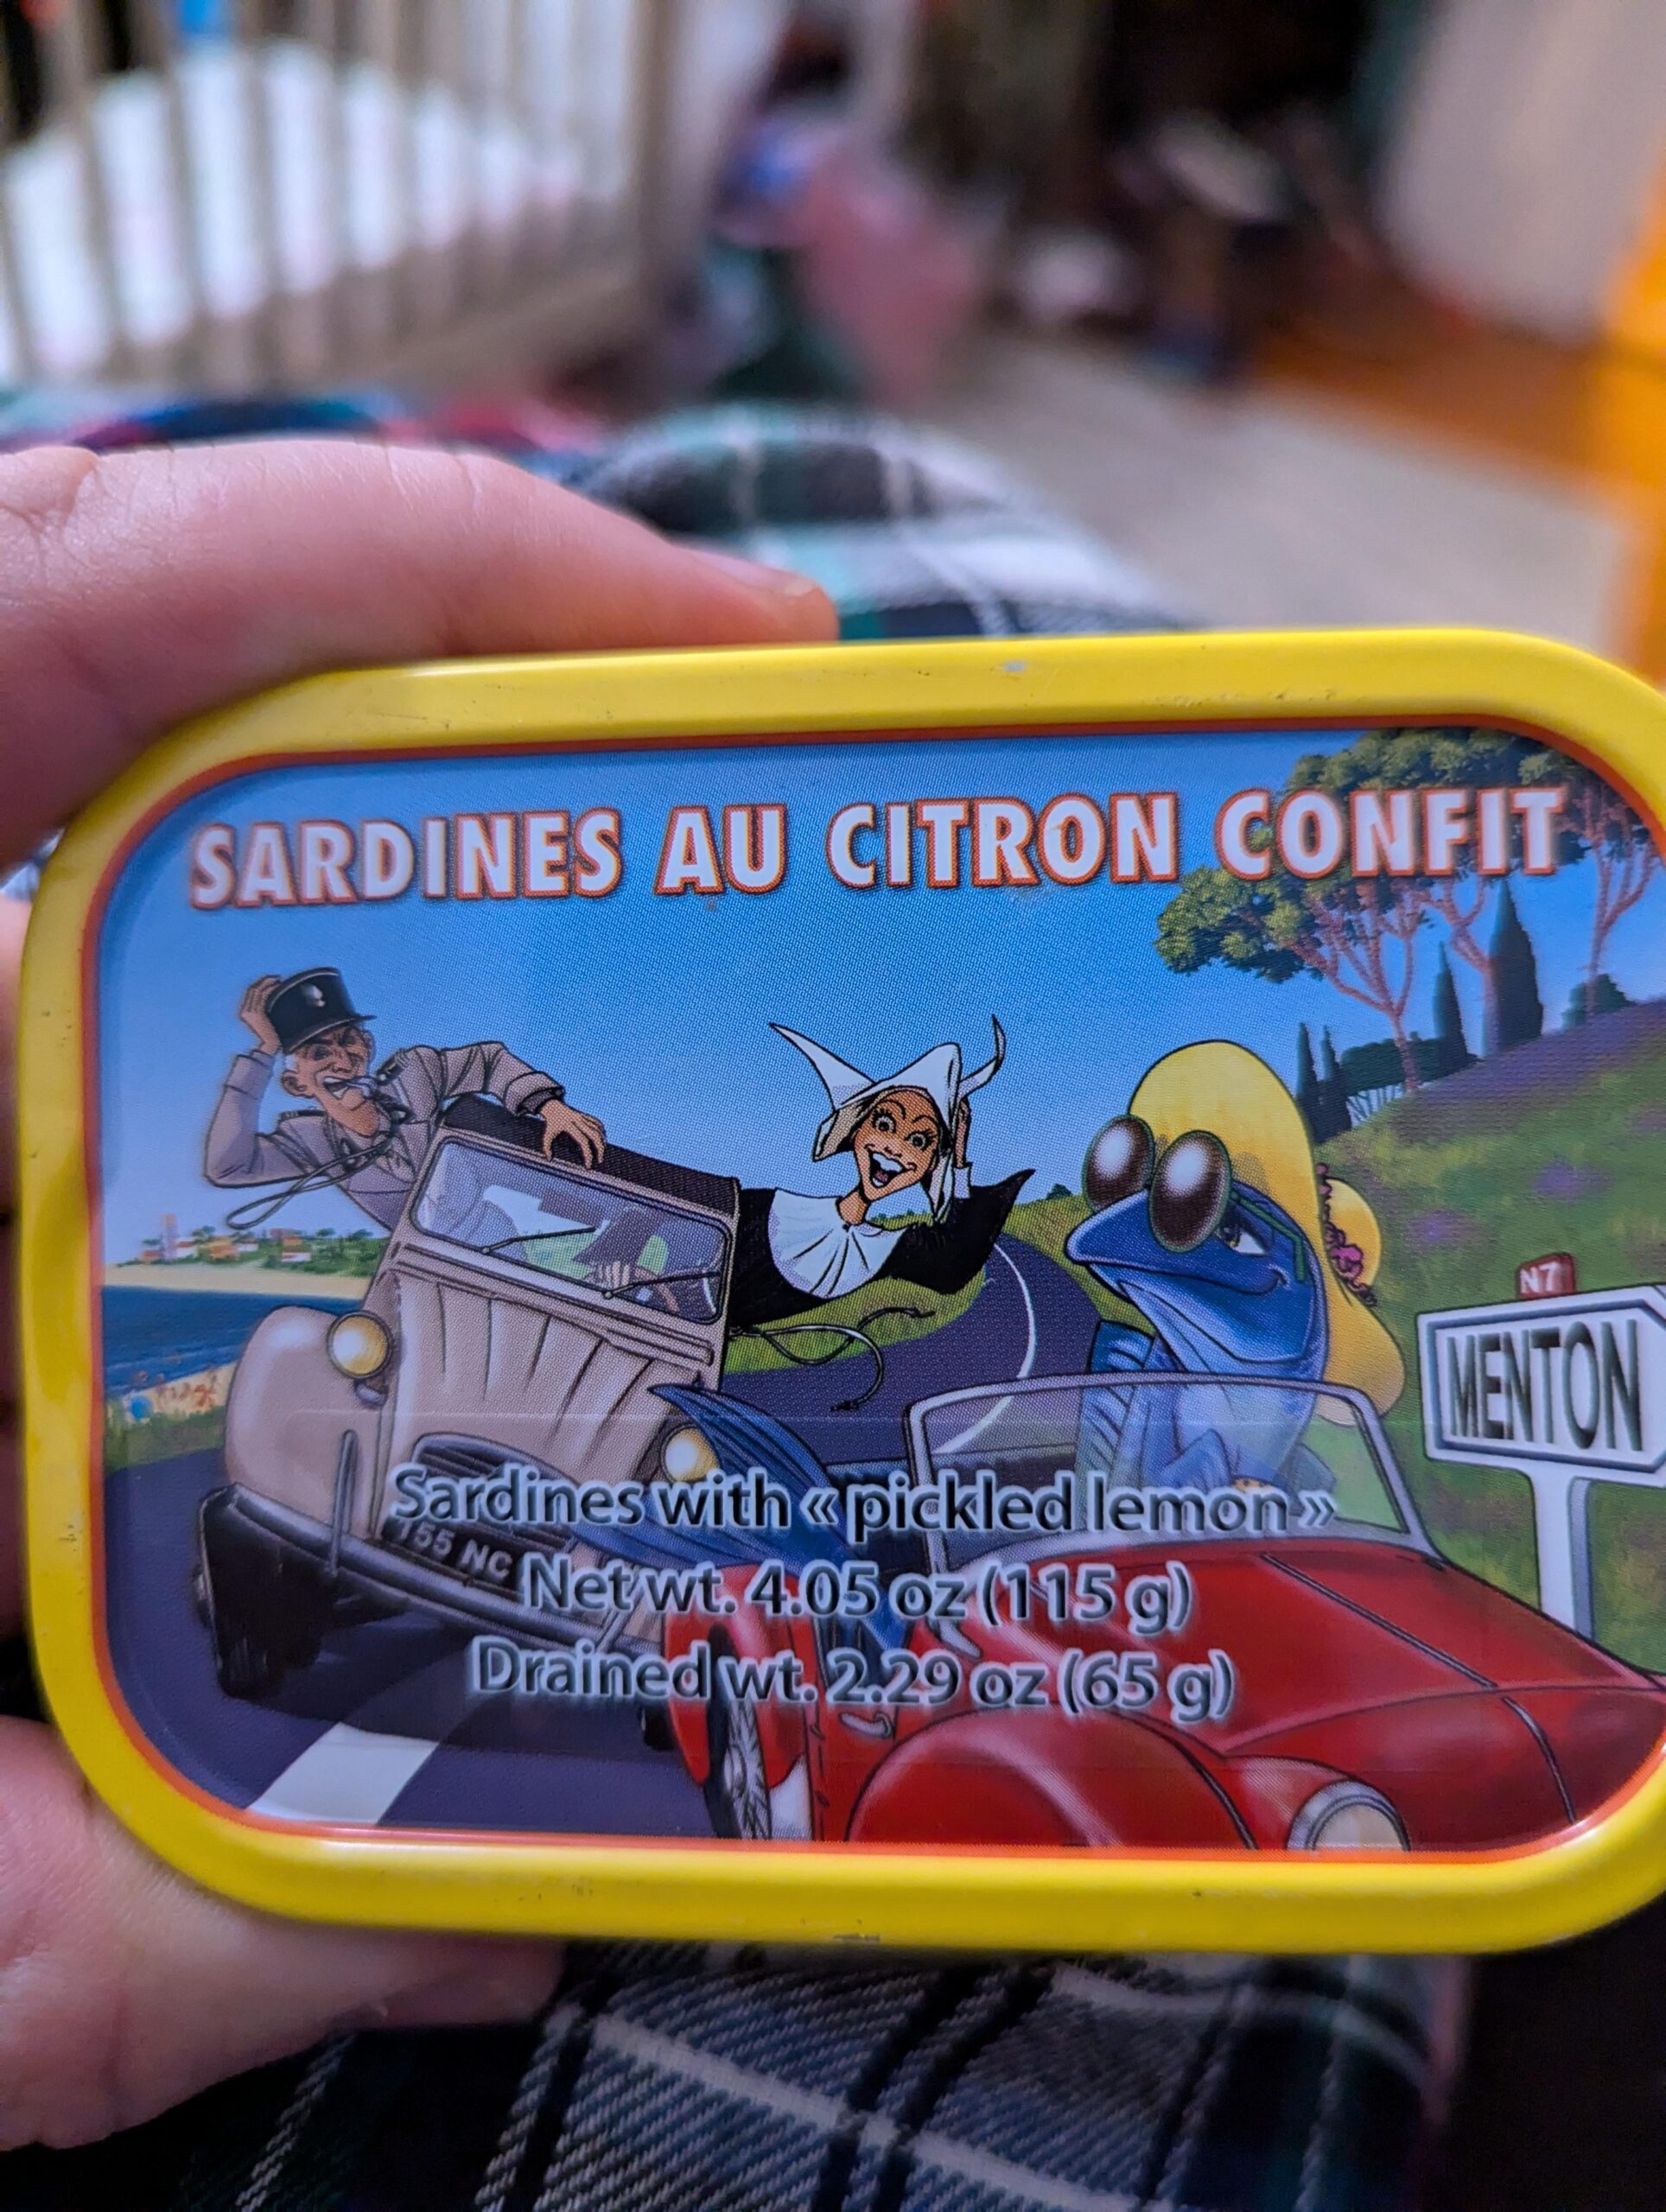 SARDINES AU CITRON CONFIT
N7
MENTON
Sardines with « pickled lemon »
155 NC
Net wt. 4.05 oz (115 g)
Drained wt. 2.29 oz (65 g)